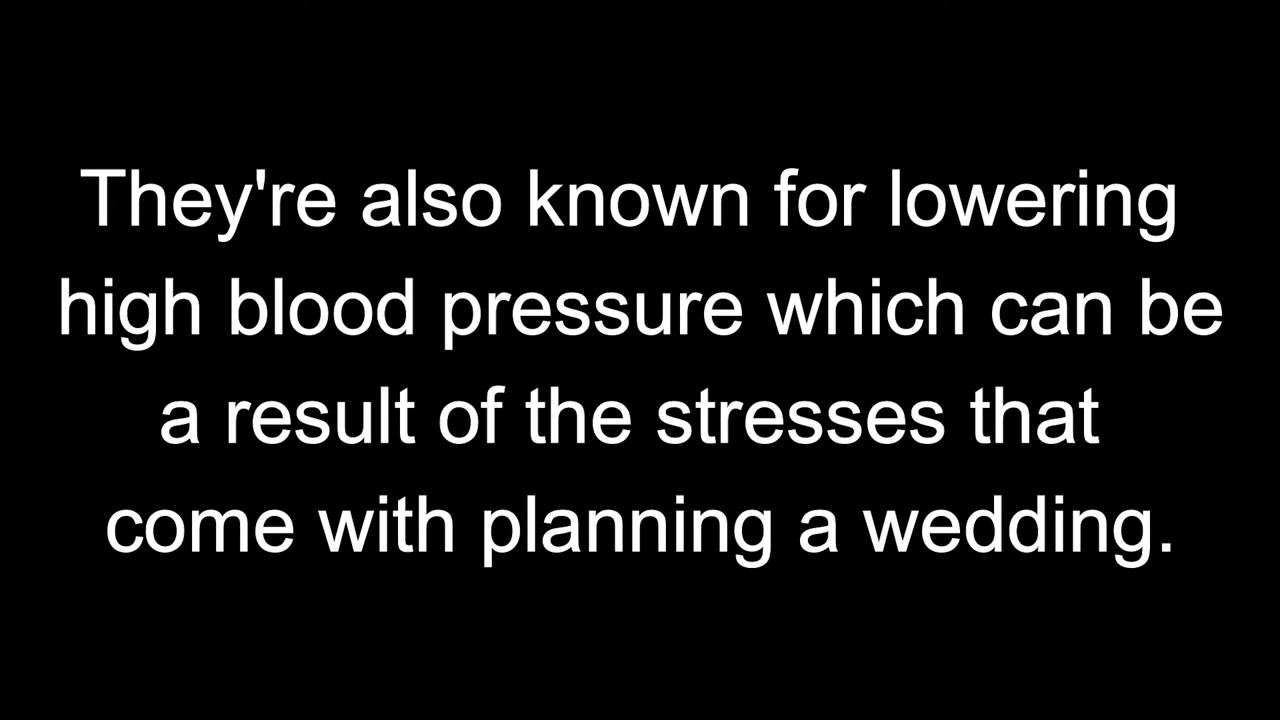 They're also known for lowering
high blood pressure which can be
a result of the stresses that
come with planning a wedding.